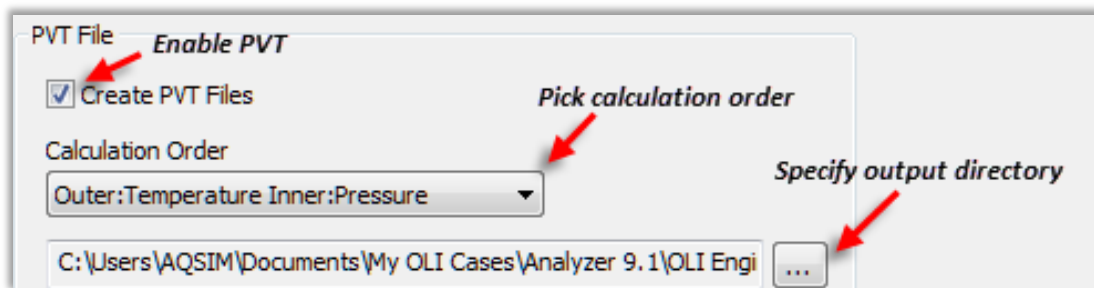 PVT File
Enable PVT
Create PVT Files
Pick calculation order
Calculation Order
Specify output directory
Outer:Temperature Inner:Pressure
C:\Users\AQSIM\Documents\My OLI Cases\Analyzer 9.1\OLI Engi
...